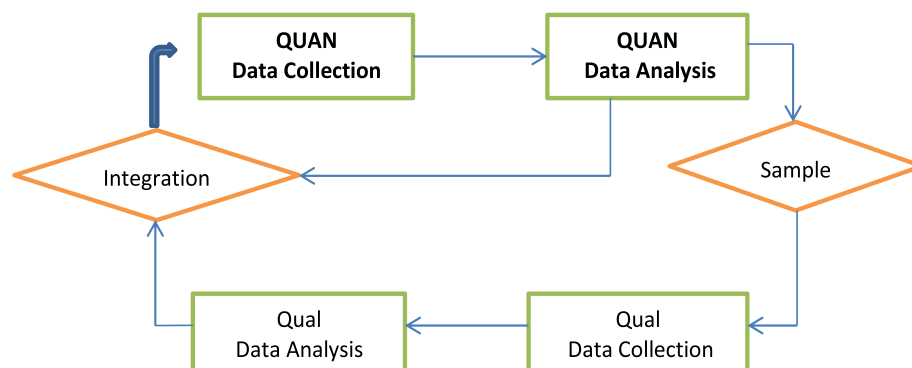 QUAN
Data Collection
QUAN
Data Analysis
Integration
Sample
Qual
Data Analysis
Qual
Data Collection